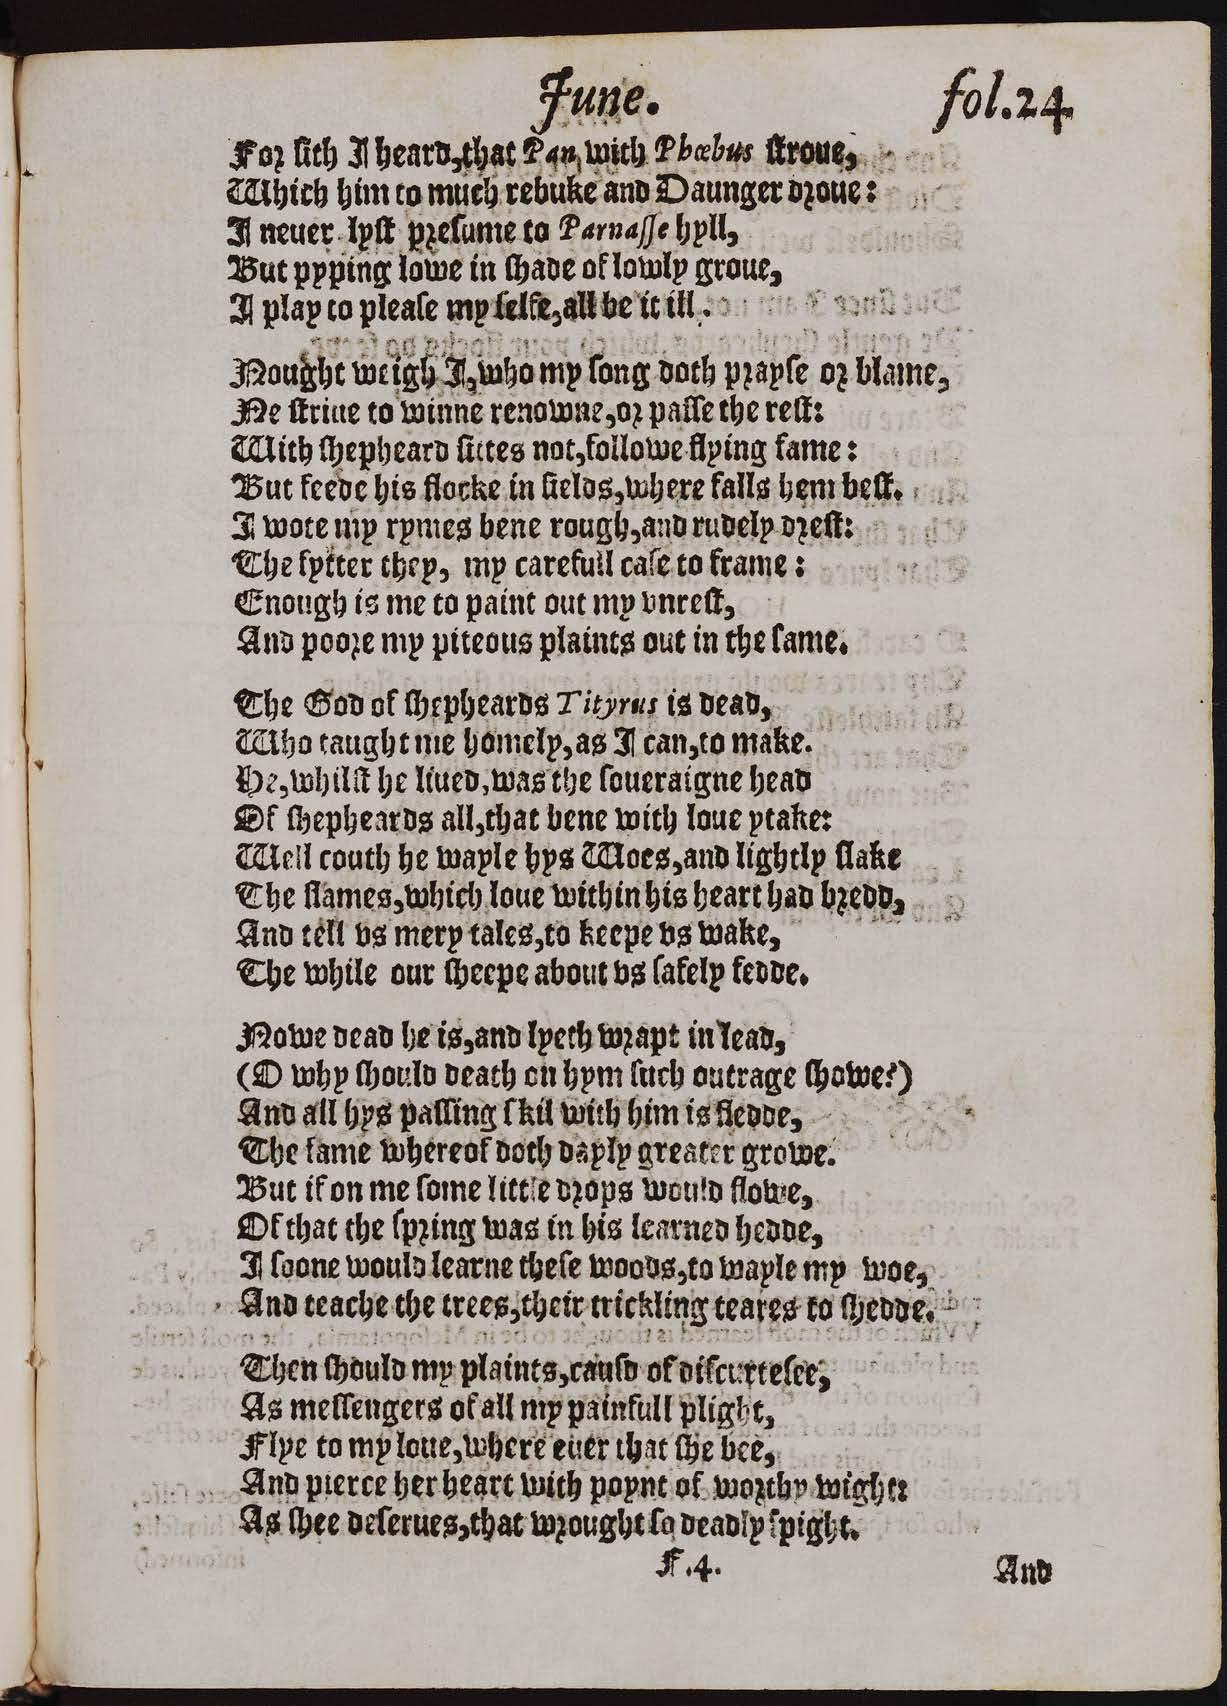 June.
fol.24.
For sith I heard,that Pan with Phœbus stroue,
Which him to much rebuke and Daunger droue:
I neuer lyst presume to Parnasse hyll,
But pyping lowe in shade of lowly groue,
I play to please my selfe,all be it ill.
Nought weigh I,who my song doth prayse or blame,
Ne striue to winne renowne,or passe the rest:
With shepheard sittes not,followe flying fame:
But feede his flocke in fields,where falls hem best.
I wote my rymes bene rough,and rudely drest:
The fytter they, my carefull case to frame:
Enough is me to paint out my vnrest,
And poore my piteous plaints out in the same.
The God of shepheards Tityrus is dead,
Who taught me homely,as I can,to make.
He,whilst he liued,was the soueraigne head
Of shepheards all,that bene with loue ytake:
Well couth he wayle hys Woes,and lightly slake
The flames,which loue within his heart had bredd,
And tell vs mery tales,to keepe vs wake,
The while our sheepe about vs safely fedde.
Nowe dead he is,and lyeth wrapt in lead,
(O why should death on hym such outrage showe?)
And all hys passing skil with him is fledde,
The fame whereof doth dayly greater growe.
But if on me some little drops would flowe,
Of that the spring was in his learned hedde,
I soone would learne these woods,to wayle my woe,
And teache the trees,their trickling teares to shedde.
Then should my plaints,causd of discurtesee,
As messengers of all my painfull plight,
Flye to my loue,where euer that she bee,
And pierce her heart with poynt of worthy wight:
As shee deserues,that wrought so deadly spight.
F.4.
And